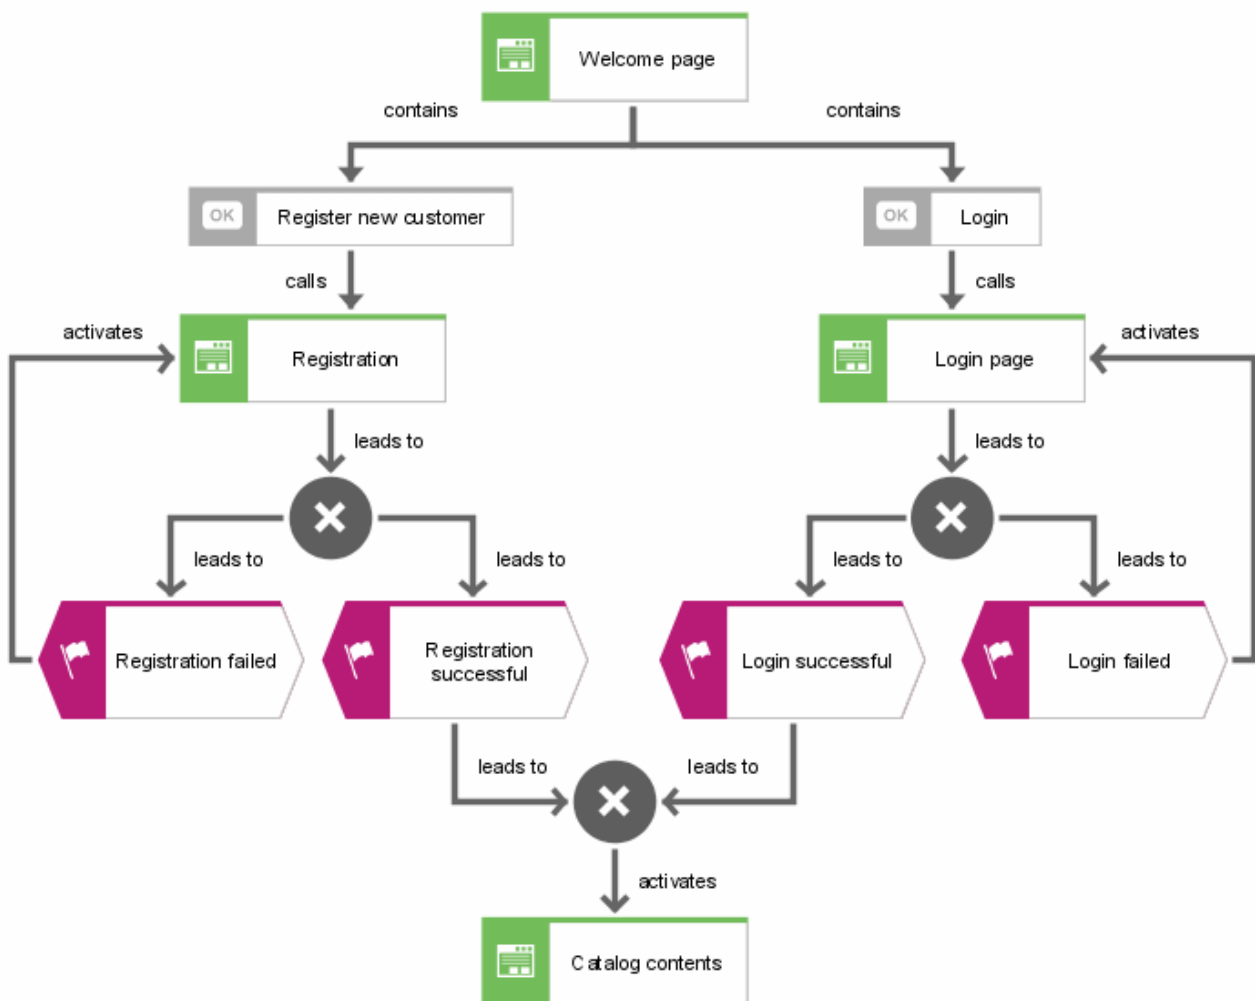 Welcome page
contains
contains
OK
Register new customer
OK
Login
calls
calls
activates
activates
Registration
Login page
leads to
leads to
leads to
leads to
leads to
leads to
Registration failed
Registration
successful
Login successful
Login failed
leads to
leads to
activates
Catalog contents